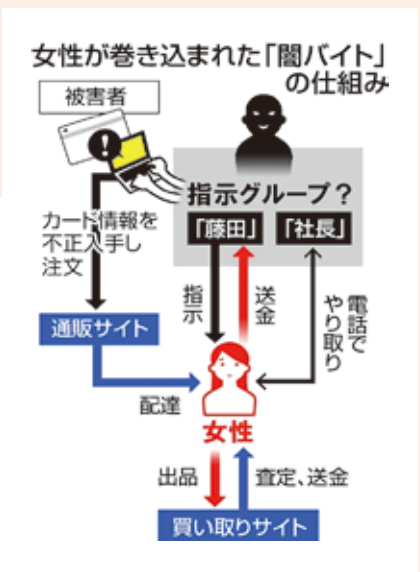 女性が巻き込まれた「闇バイト」
の仕組み
被害者
指示グループ?
「藤田」
「社長」
カード情報を
不正入手し
注文
指示
送金
電話で
やり取り
通販サイト
配達
女性
出品
査定、送金
買い取りサイト